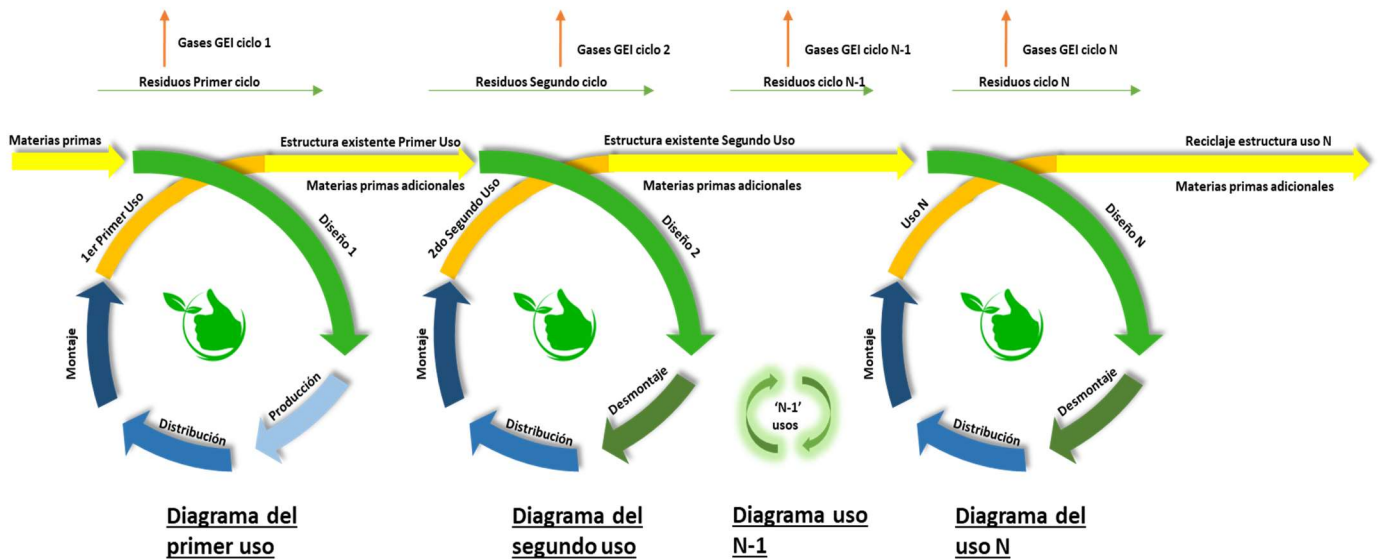 Gases GEI ciclo 1
Residuos Primer ciclo
Gases GEI ciclo 2
Residuos Segundo ciclo
Gases GEI ciclo N-1
Residuos ciclo N-1
Gases GEI ciclo N
Residuos ciclo N
Materias primas
Estructura existente Primer Uso
Materias primas adicionales
Estructura existente Segundo Uso
Materias primas adicionales
Reciclaje estructura uso N
Materias primas adicionales
1er Primer Uso
Diseño 1
Producción
Distribución
Montaje
2do Segundo Uso
Diseño 2
Desmontaje
Distribución
Montaje
'N-1'
usos
Uso N
Diseño N
Desmontaje
Distribución
Montaje
Diagrama del
primer uso
Diagrama del
segundo uso
Diagrama uso
N-1
Diagrama del
uso N